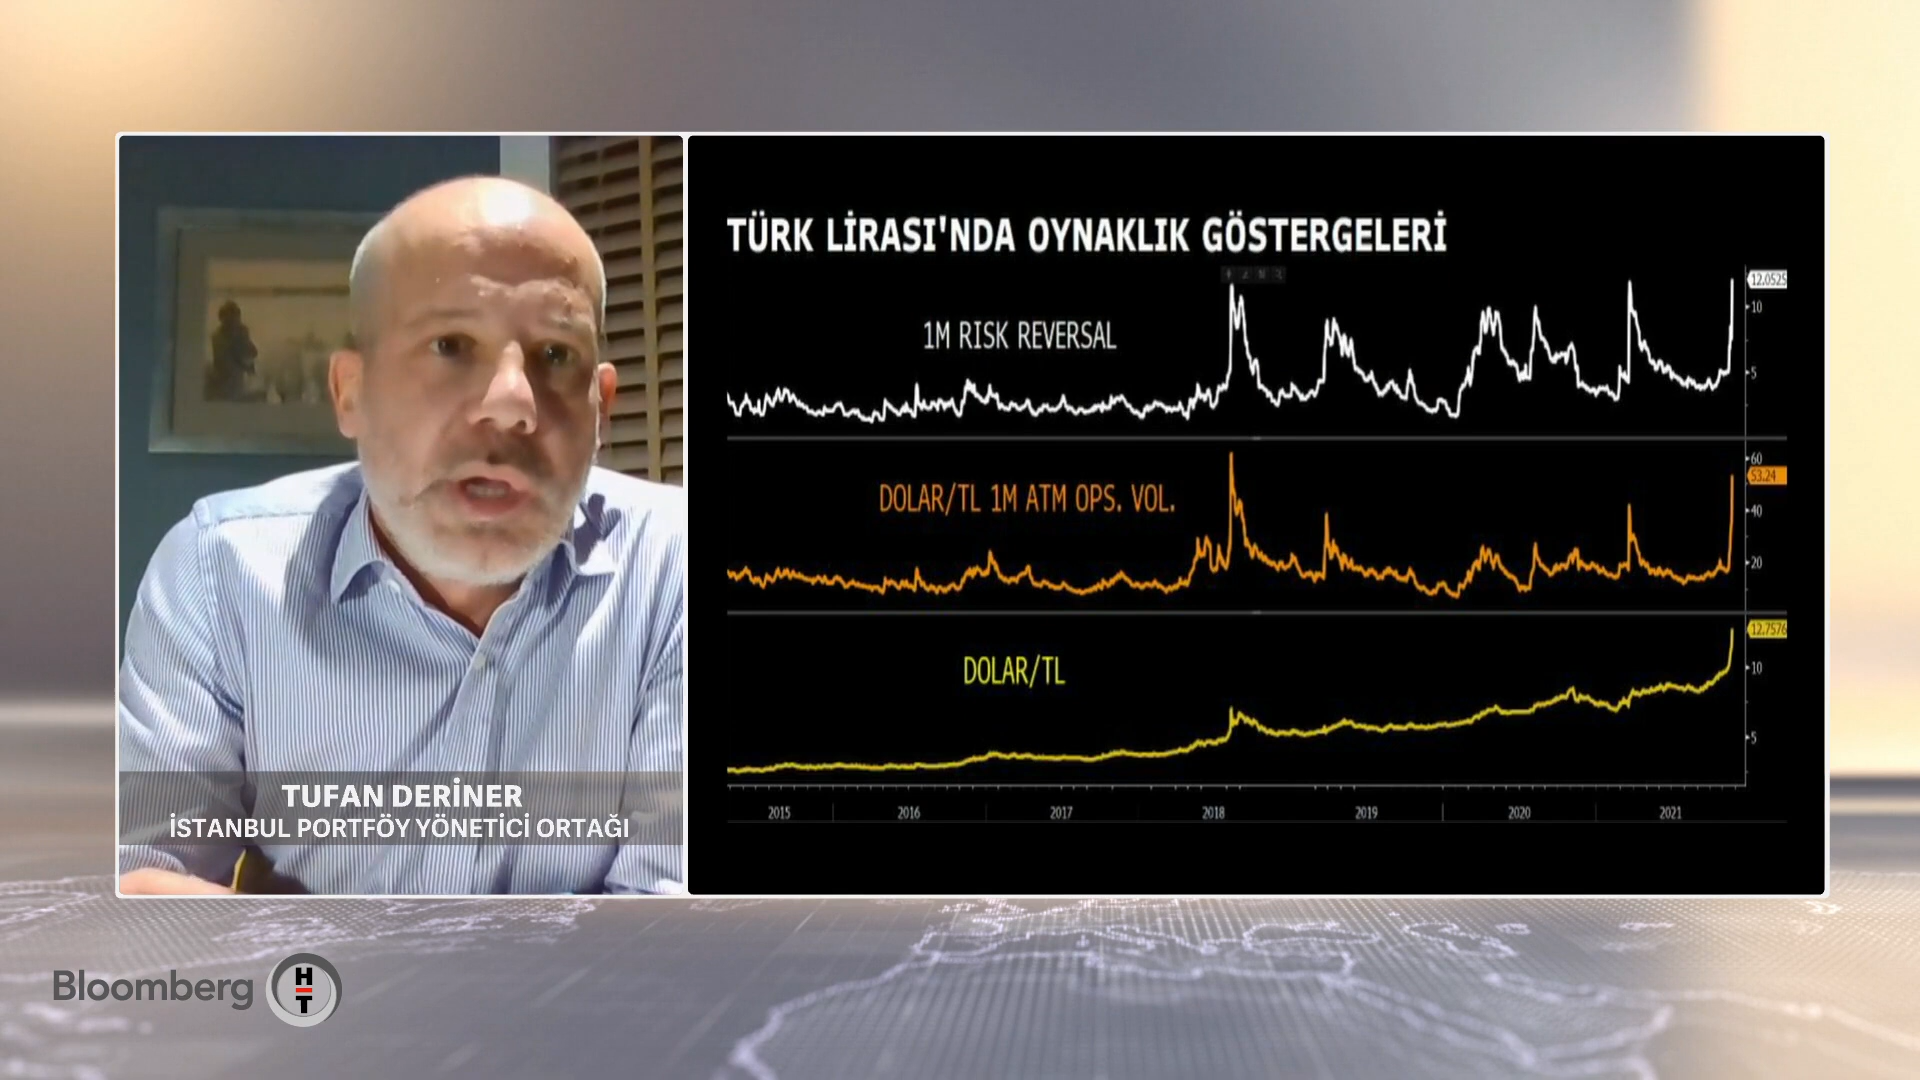 TÜRK LİRASI'NDA OYNAKLIK GÖSTERGELERİ
12.0525
10
1M RISK REVERSAL
5
60
53.24
DOLAR/TL 1M ATM OPS. VOL.
40
20
12.7576
DOLAR/TL
10
5
2015 2016 2017 2018 2019 2020 2021
TUFAN DERİNER
İSTANBUL PORTFÖY YÖNETİCİ ORTAĞI
Bloomberg HT